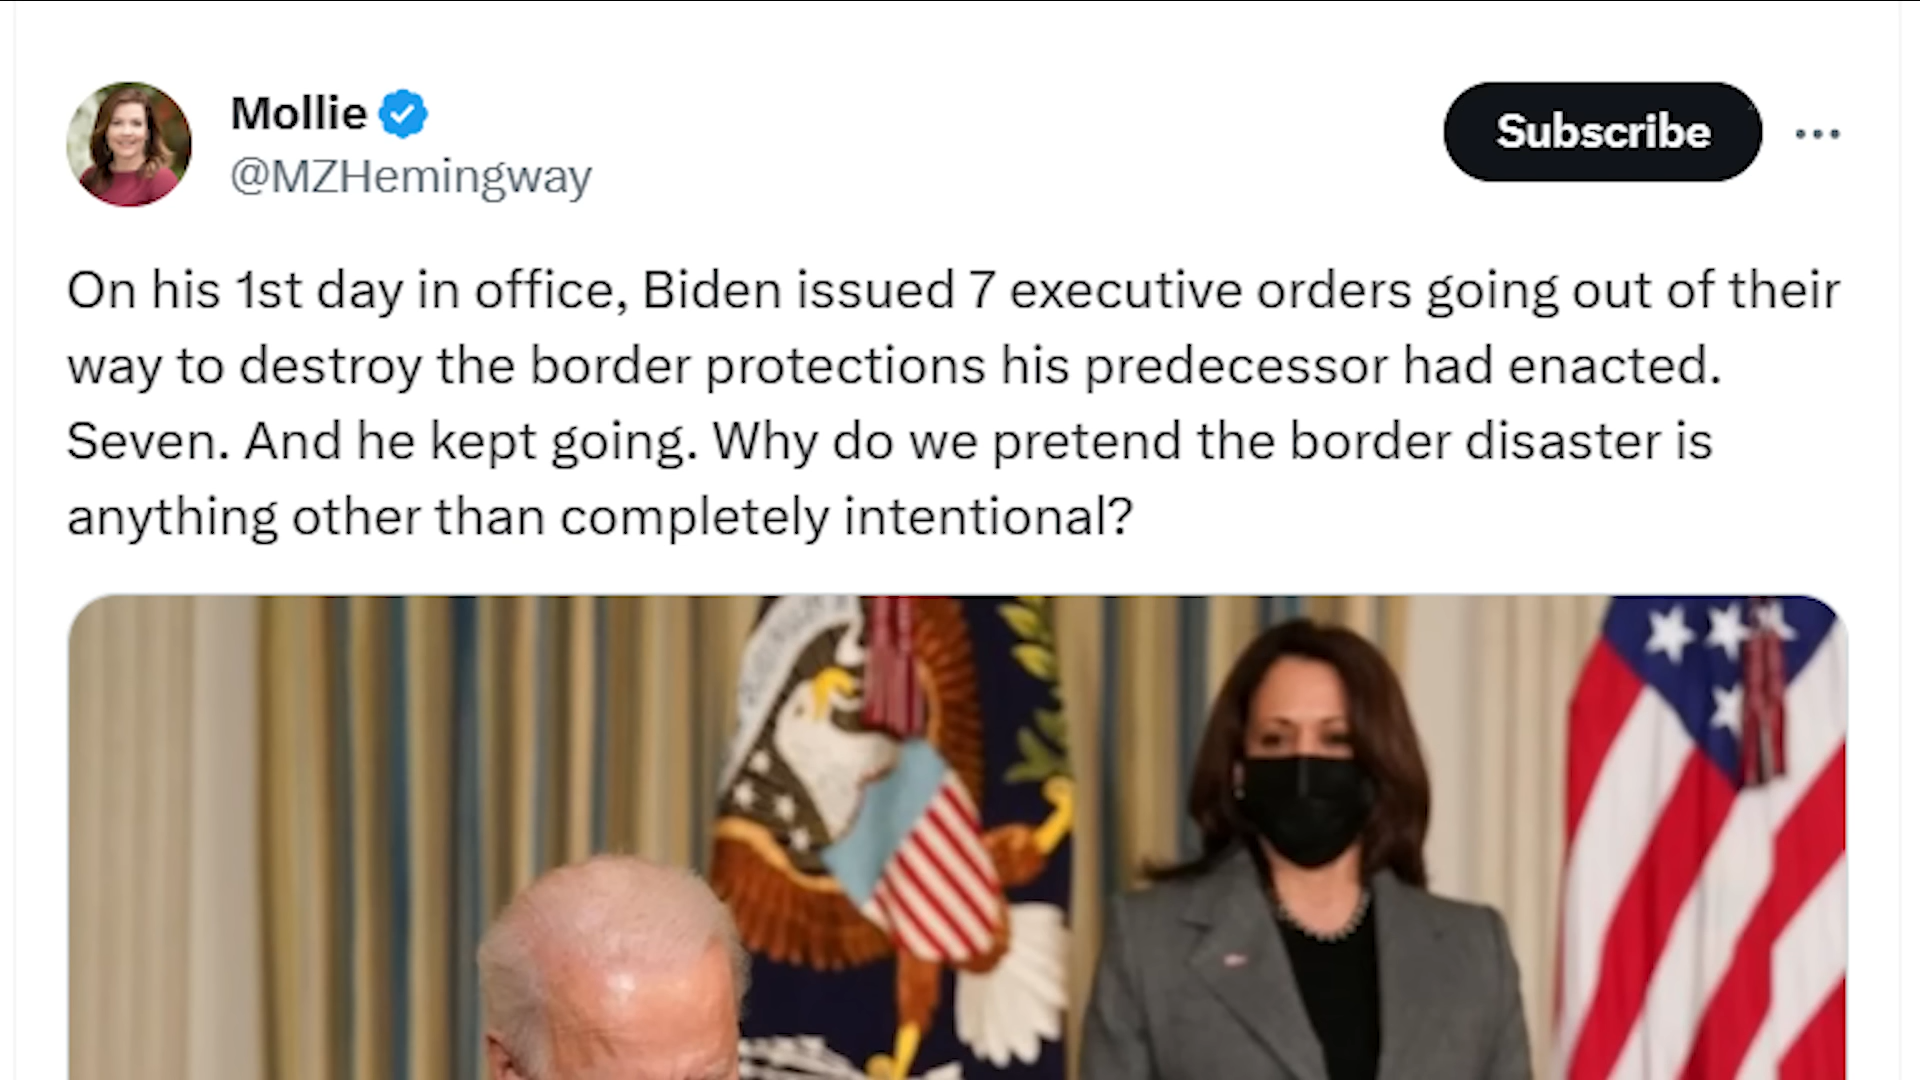 Mollie
@MZHemingway
Subscribe
On his 1st day in office, Biden issued 7 executive orders going out of their
way to destroy the border protections his predecessor had enacted.
Seven. And he kept going. Why do we pretend the border disaster is
anything other than completely intentional?